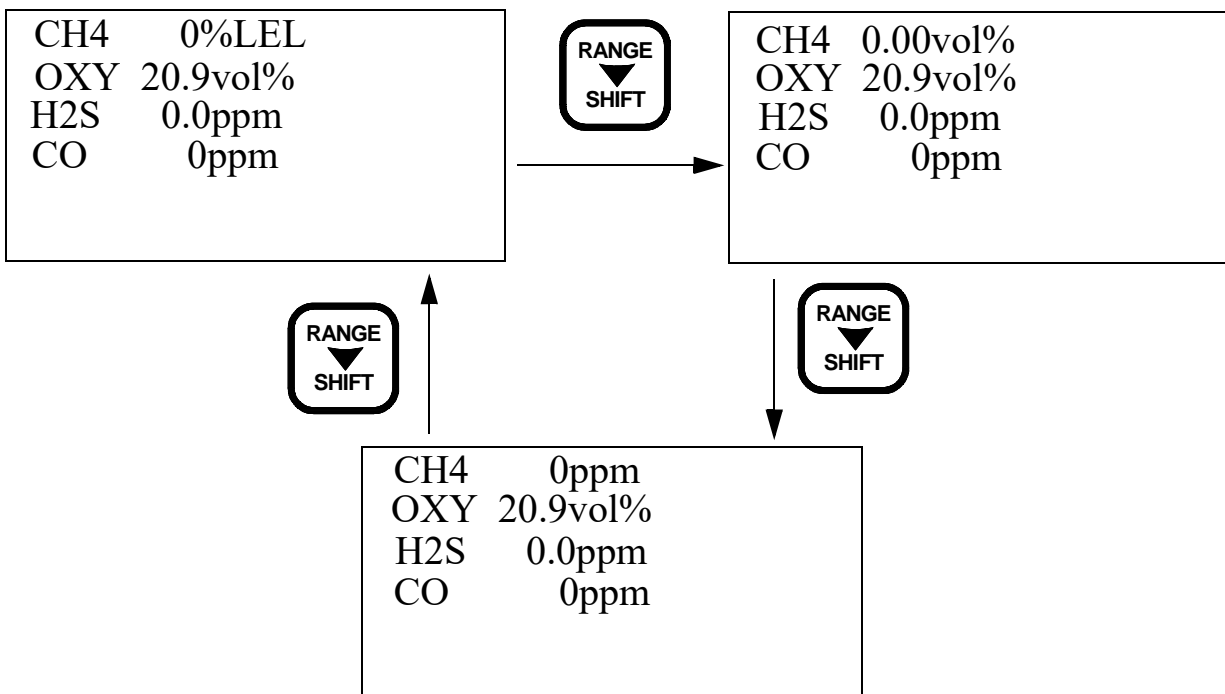 CH4 0%LEL
OXY 20.9vol%
H2S 0.0ppm
CO 0ppm
RANGE
SHIFT
CH4 0.00vol%
OXY 20.9vol%
H2S 0.0ppm
CO 0ppm
RANGE
SHIFT
RANGE
SHIFT
CH4 0ppm
OXY 20.9vol%
H2S 0.0ppm
CO 0ppm